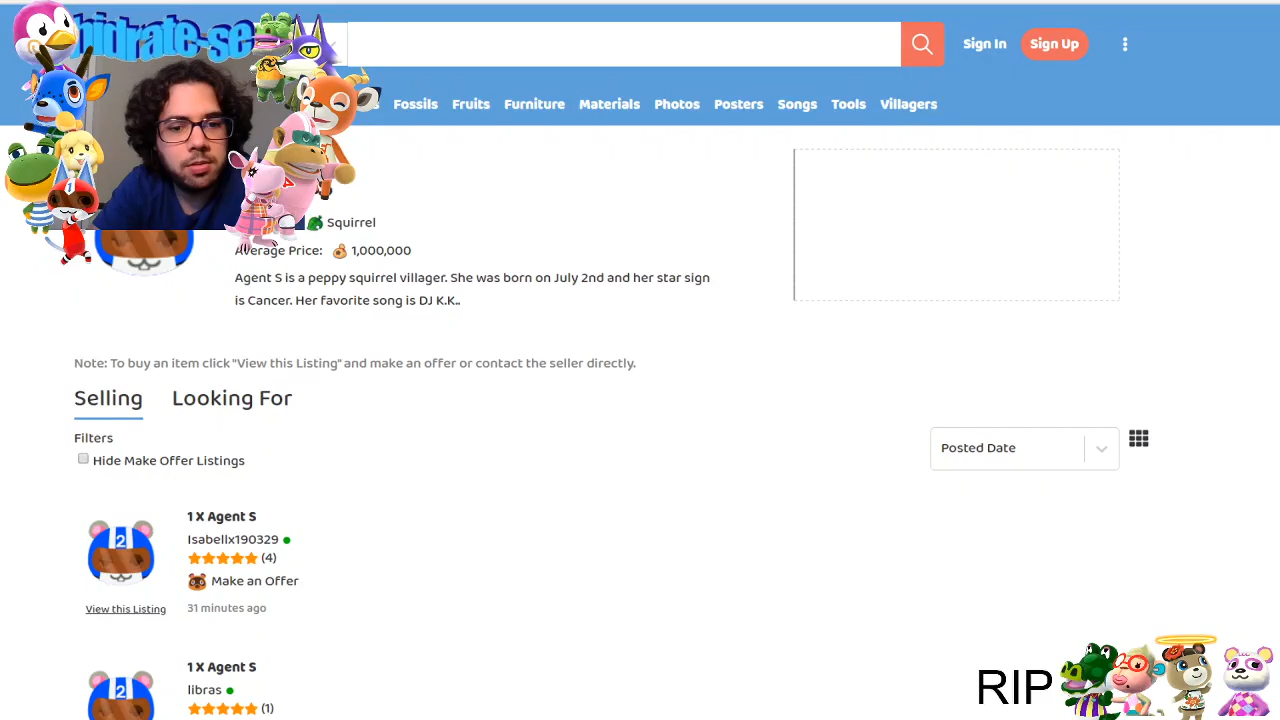 hidrate-se
Sign In
Sign Up
Fossils
Fruits
Furniture
Materials
Photos
Posters
Songs
Tools
Villagers
Squirrel
Average Price: 1,000,000
Agent S is a peppy squirrel villager. She was born on July 2nd and her star sign
is Cancer. Her favorite song is DJ K.K..
Note: To buy an item click "View this Listing" and make an offer or contact the seller directly.
Selling
Looking For
Filters
Hide Make Offer Listings
Posted Date
1 X Agent S
Isabellx190329
(4)
Make an Offer
View this Listing
31 minutes ago
1 X Agent S
libras
(1)
RIP